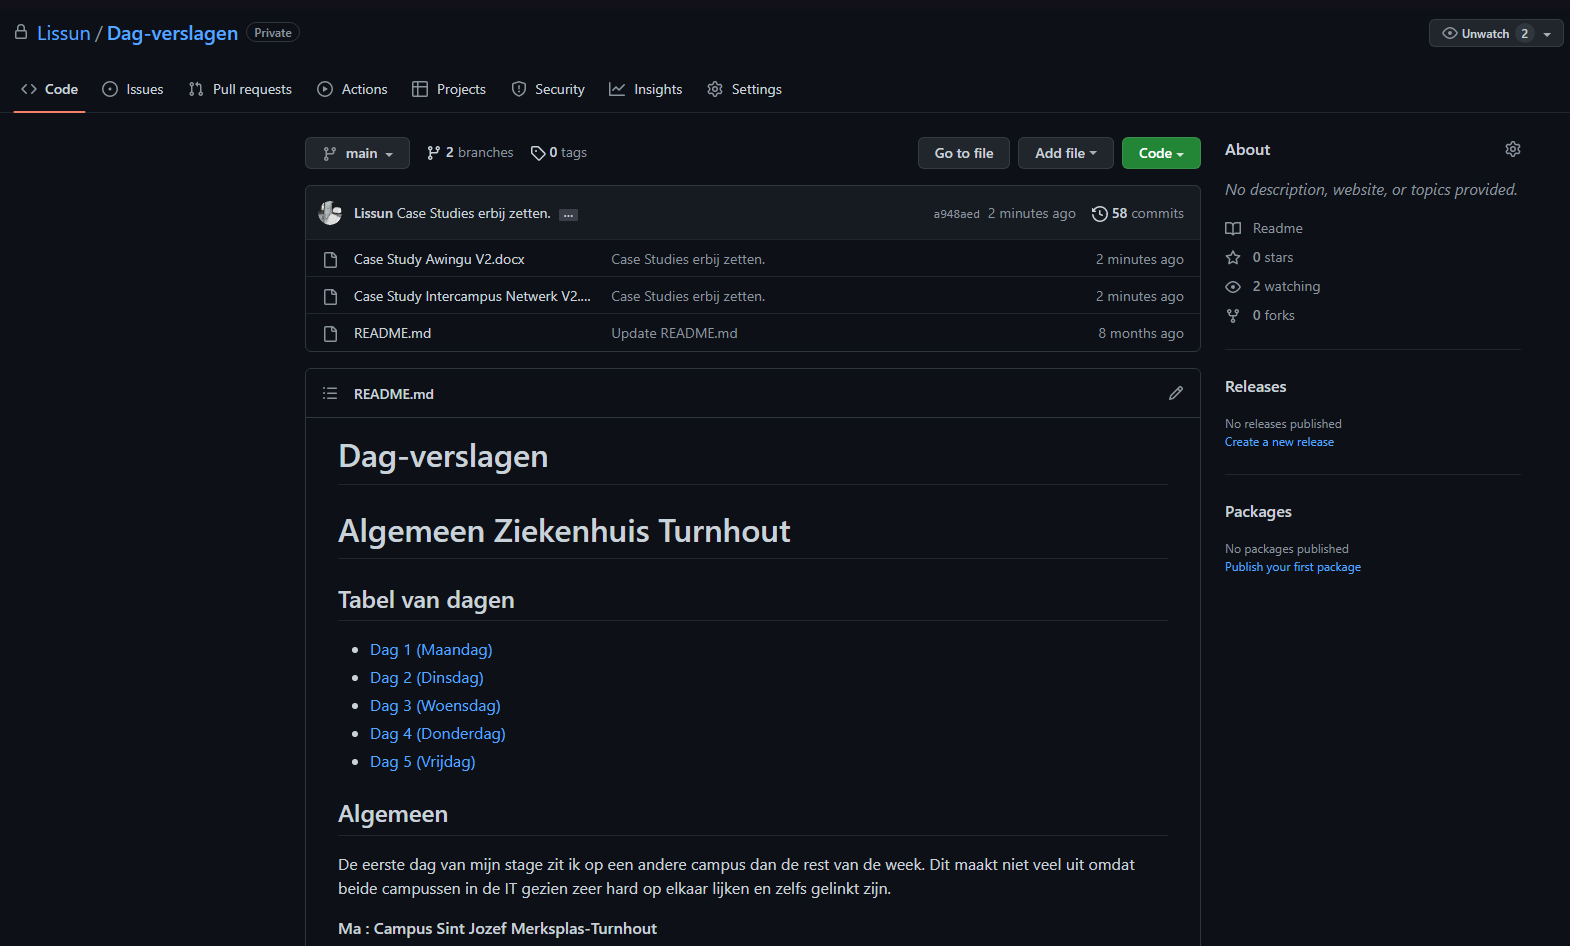 Lissun / Dag-verslagen Private
Unwatch 2
Code Issues Pull requests Actions Projects Security Insights Settings
main 2 branches 0 tags Go to file Add file Code
Lissun Case Studies erbij zetten. ... a948aed 2 minutes ago 58 commits
Case Study Awingu V2.docx Case Studies erbij zetten. 2 minutes ago
Case Study Intercampus Netwerk V2.... Case Studies erbij zetten. 2 minutes ago
README.md Update README.md 8 months ago
README.md
Dag-verslagen
Algemeen Ziekenhuis Turnhout
Tabel van dagen
Dag 1 (Maandag)
Dag 2 (Dinsdag)
Dag 3 (Woensdag)
Dag 4 (Donderdag)
Dag 5 (Vrijdag)
Algemeen
De eerste dag van mijn stage zit ik op een andere campus dan de rest van de week. Dit maakt niet veel uit omdat
beide campussen in de IT gezien zeer hard op elkaar lijken en zelfs gelinkt zijn.
Ma : Campus Sint Jozef Merksplas-Turnhout
About
No description, website, or topics provided.
Readme
0 stars
2 watching
0 forks
Releases
No releases published
Create a new release
Packages
No packages published
Publish your first package